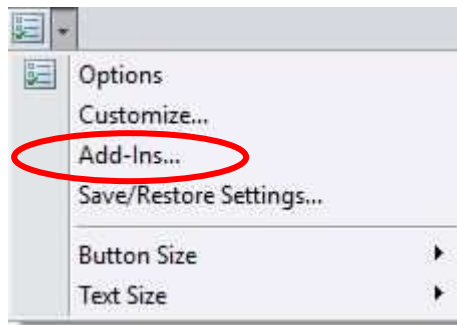 Options
Customize...
Add-Ins...
Save/Restore Settings...
Button Size
Text Size